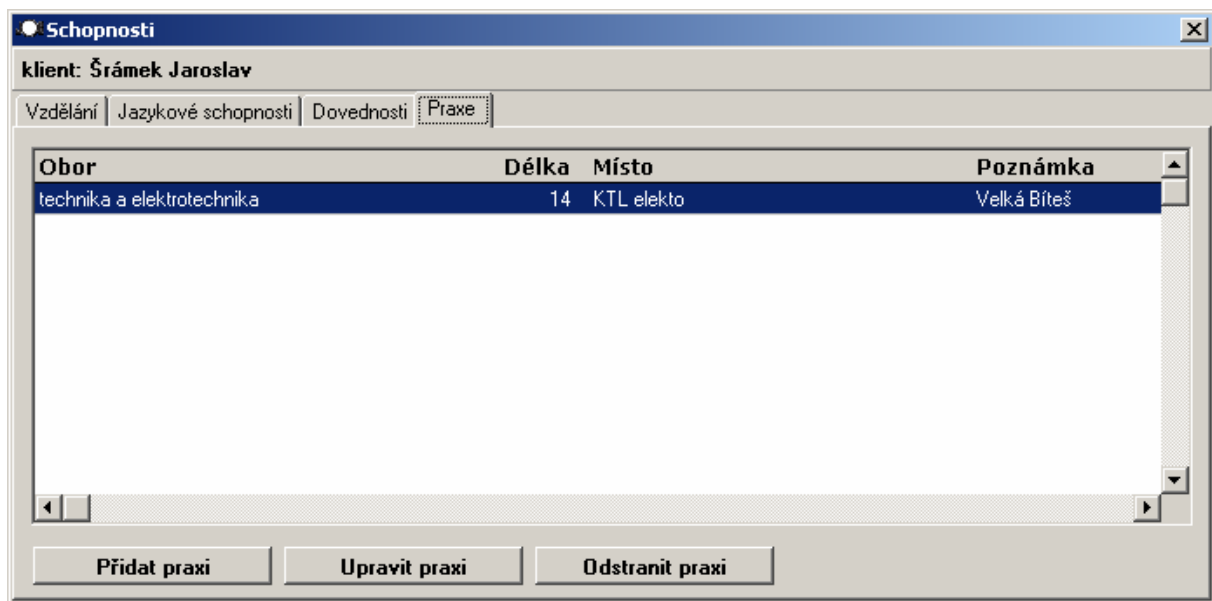 Schopnosti
klient: Šrámek Jaroslav
Vzdělání Jazykové schopnosti Dovednosti Praxe
Obor Délka Místo Poznámka
technika a elektrotechnika 14 KTL elekto Velká Bíteš
Přidat praxi Upravit praxi Odstranit praxi